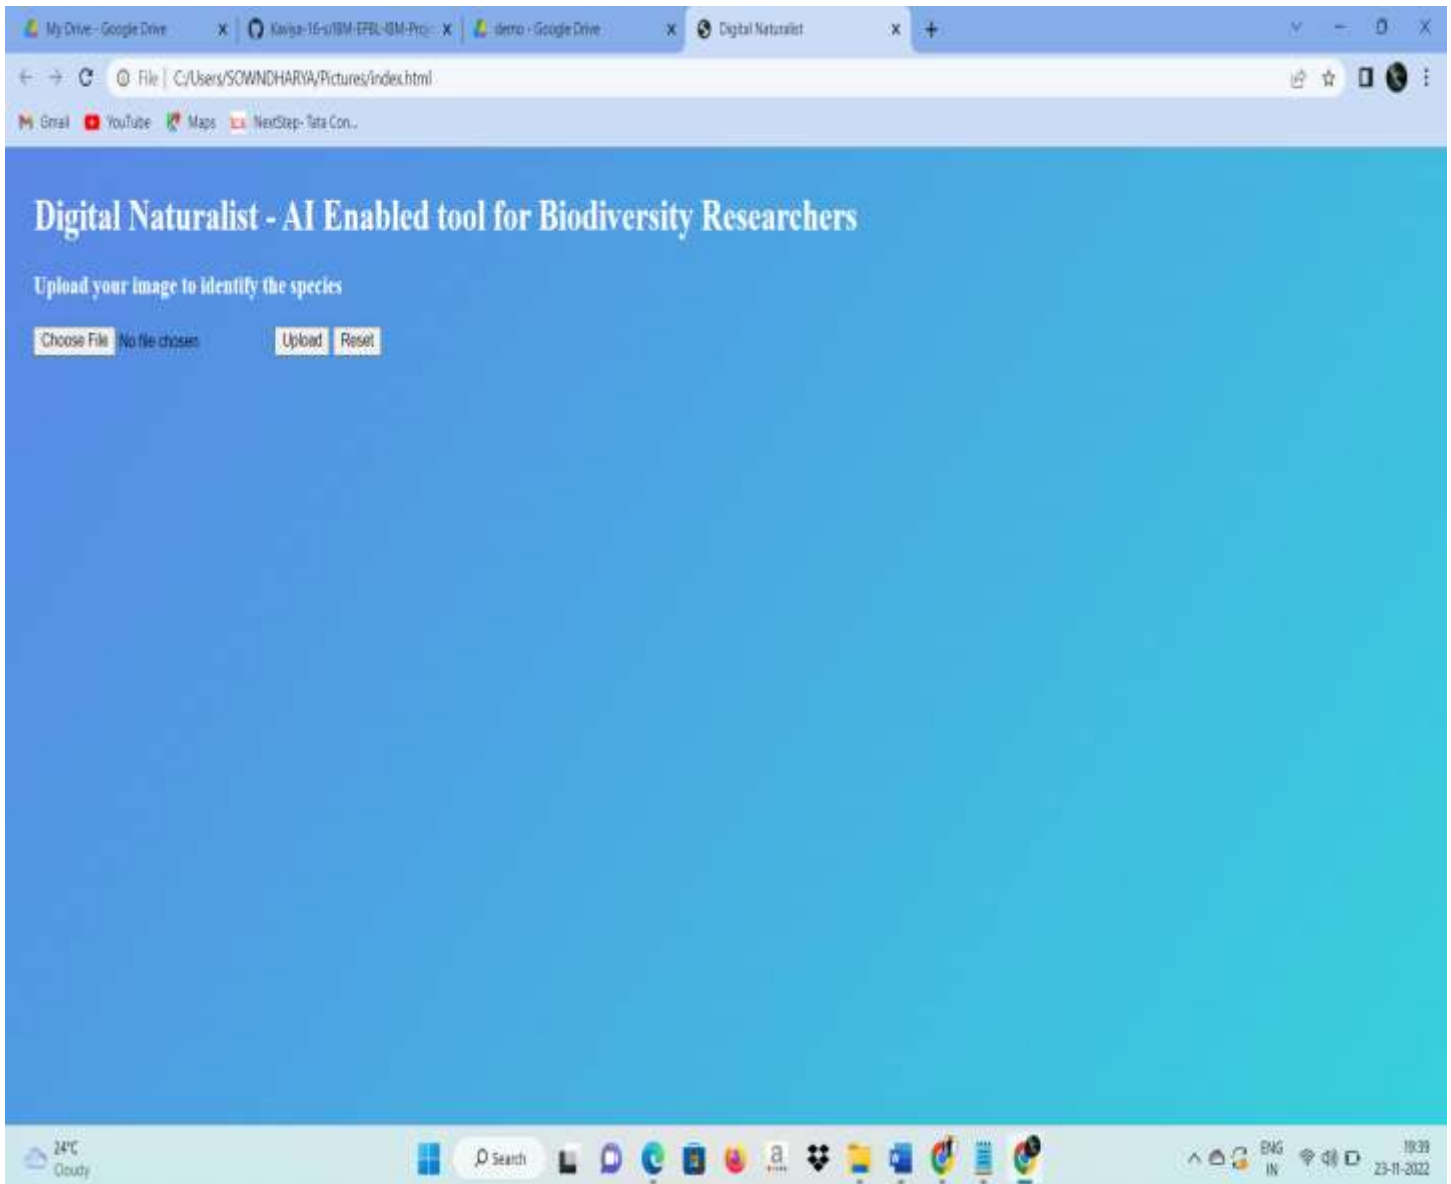 My Drive - Google Drive
demo - Google Drive
Digital Naturalist
File | C:/Users/SOWNDHARYA/Pictures/index.html
Gmail YouTube Maps NextStep- Tata Con...
Digital Naturalist - AI Enabled tool for Biodiversity Researchers
Upload your image to identify the species
Choose File No file chosen Upload Reset
24°C
Cloudy
Search
a
ENG
IN
19:39
23-11-2022